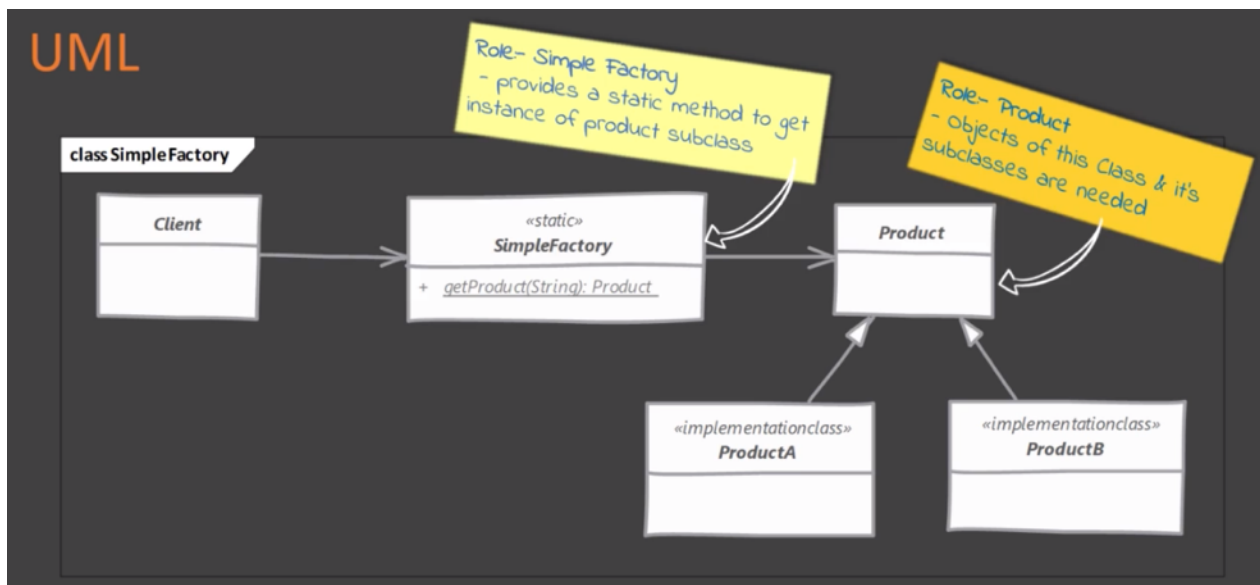 UML
Role:- Simple Factory
- provides a static method to get
instance of product subclass
Role:- Product
- Objects of this Class & it's
subclasses are needed
class SimpleFactory
Client
«static»
SimpleFactory
+ getProduct(String): Product
Product
«implementationclass»
ProductA
«implementationclass»
ProductB